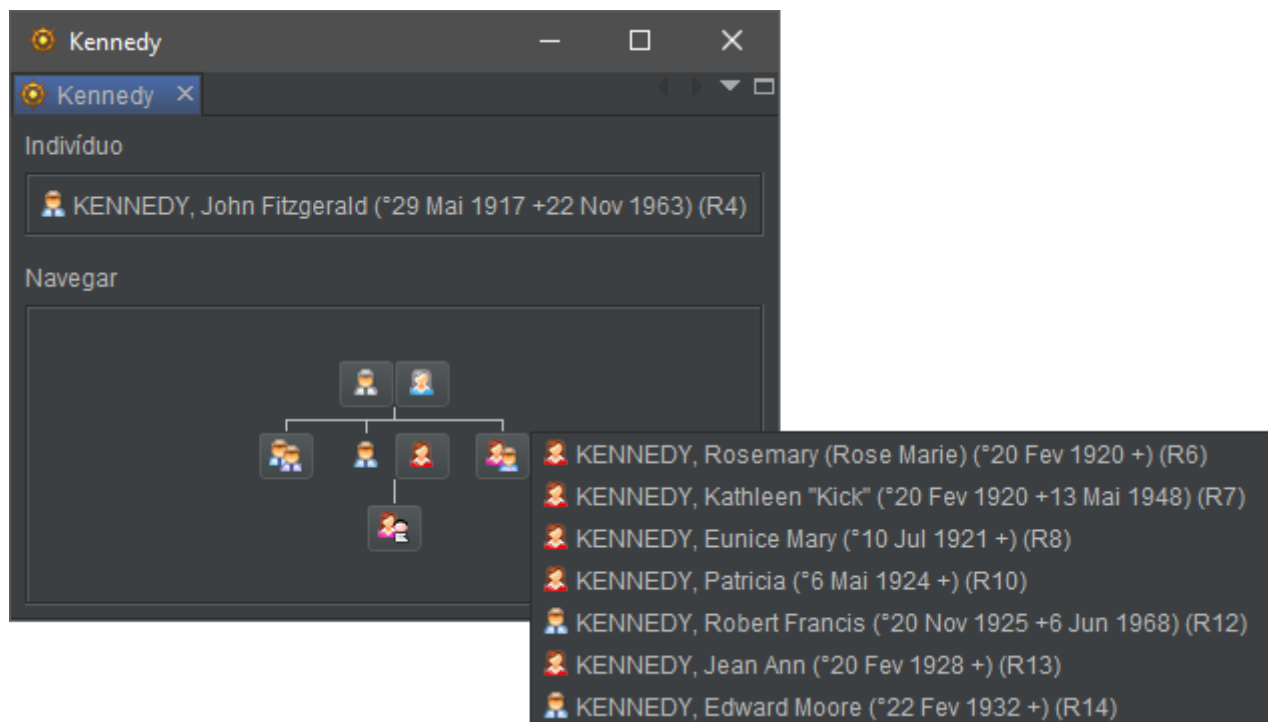 Kennedy
Kennedy
Indivíduo
KENNEDY, John Fitzgerald (°29 Mai 1917 +22 Nov 1963) (R4)
Navegar
KENNEDY, Rosemary (Rose Marie) (°20 Fev 1920 +) (R6)
KENNEDY, Kathleen "Kick" (°20 Fev 1920 +13 Mai 1948) (R7)
KENNEDY, Eunice Mary (°10 Jul 1921 +) (R8)
KENNEDY, Patricia (°6 Mai 1924 +) (R10)
KENNEDY, Robert Francis (°20 Nov 1925 +6 Jun 1968) (R12)
KENNEDY, Jean Ann (°20 Fev 1928 +) (R13)
KENNEDY, Edward Moore (°22 Fev 1932 +) (R14)